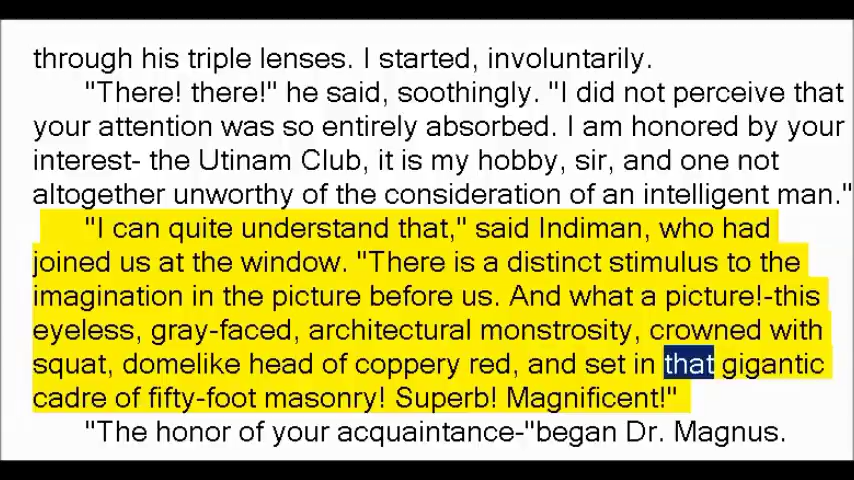 through his triple lenses. I started, involuntarily.
"There! there!" he said, soothingly. "I did not perceive that
your attention was so entirely absorbed. I am honored by your
interest- the Utinam Club, it is my hobby, sir, and one not
altogether unworthy of the consideration of an intelligent man."
"I can quite understand that," said Indiman, who had
joined us at the window. "There is a distinct stimulus to the
imagination in the picture before us. And what a picture!-this
eyeless, gray-faced, architectural monstrosity, crowned with
squat, domelike head of coppery red, and set in that gigantic
cadre of fifty-foot masonry! Superb! Magnificent!"
"The honor of your acquaintance-"began Dr. Magnus.